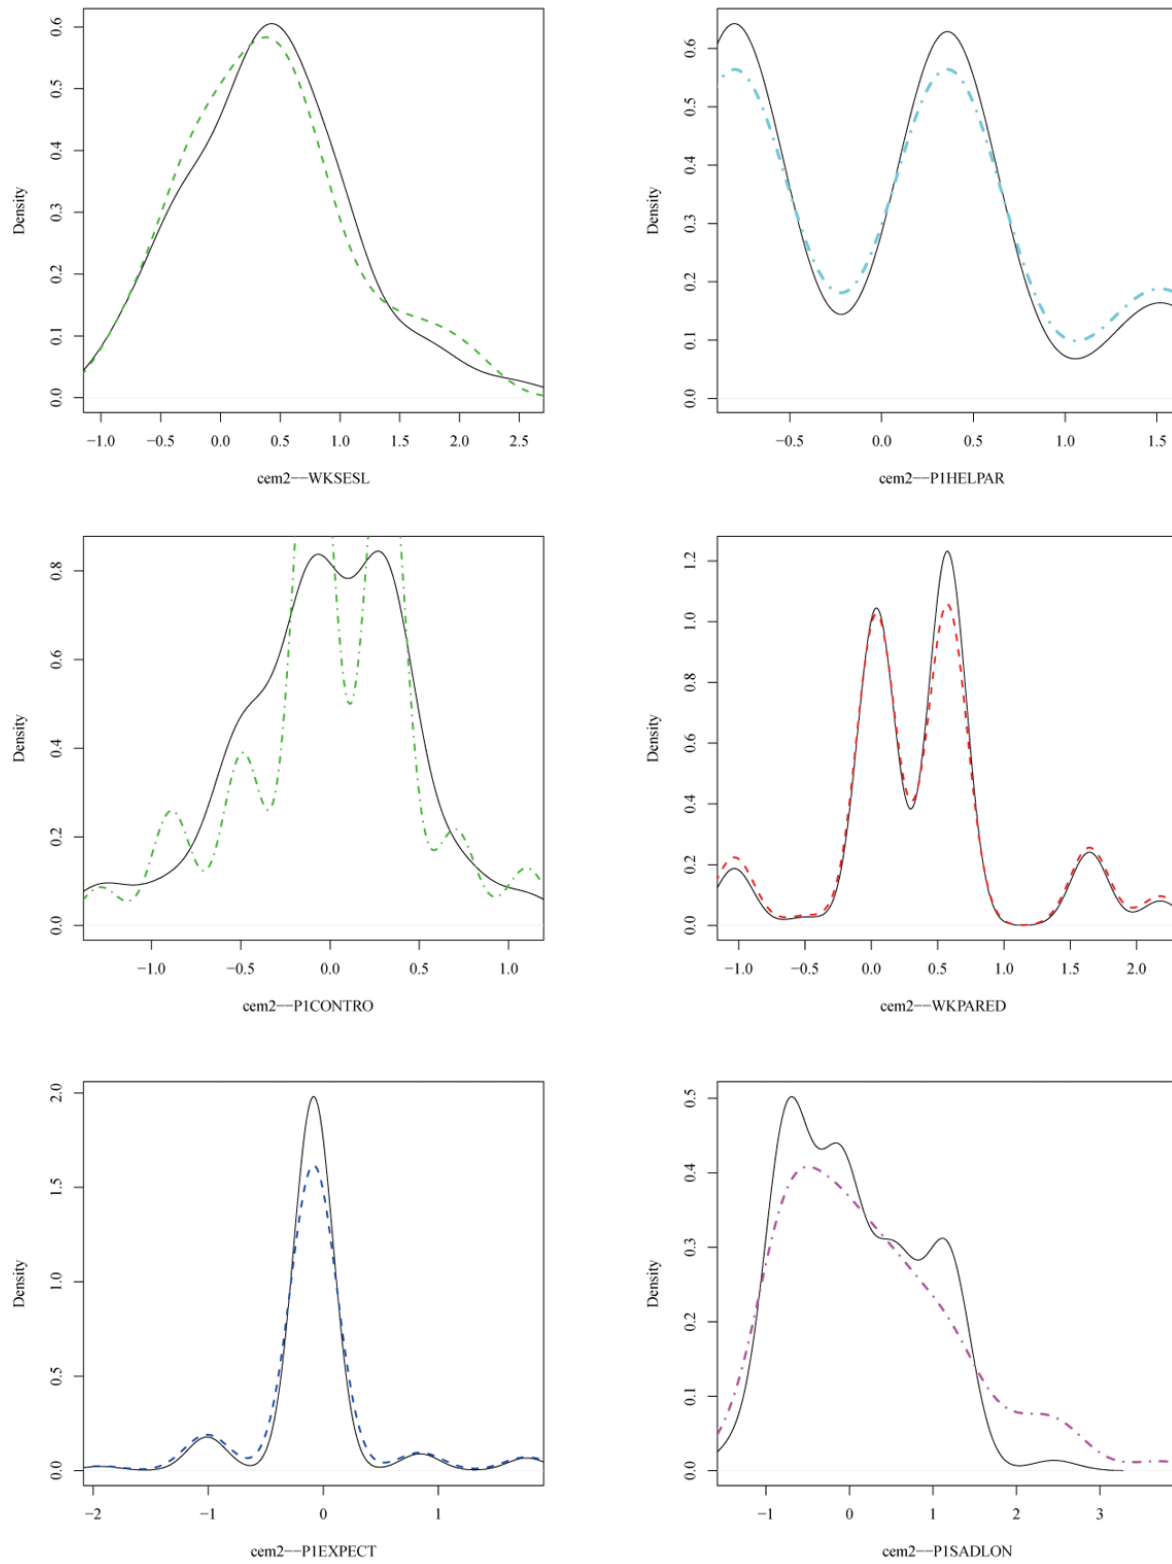 Density
0.0 0.1 0.2 0.3 0.4 0.5 0.6
−1.0 −0.5 0.0 0.5 1.0 1.5 2.0 2.5
cem2−−WKSESL
Density
0.0 0.1 0.2 0.3 0.4 0.5 0.6
−0.5 0.0 0.5 1.0 1.5
cem2−−P1HELPAR
Density
0.0 0.2 0.4 0.6 0.8
−1.0 −0.5 0.0 0.5 1.0
cem2−−P1CONTRO
Density
0.0 0.2 0.4 0.6 0.8 1.0 1.2
−1.0 −0.5 0.0 0.5 1.0 1.5 2.0
cem2−−WKPARED
Density
0.0 0.5 1.0 1.5 2.0
−2 −1 0 1
cem2−−P1EXPECT
Density
0.0 0.1 0.2 0.3 0.4 0.5
−1 0 1 2 3
cem2−−P1SADLON